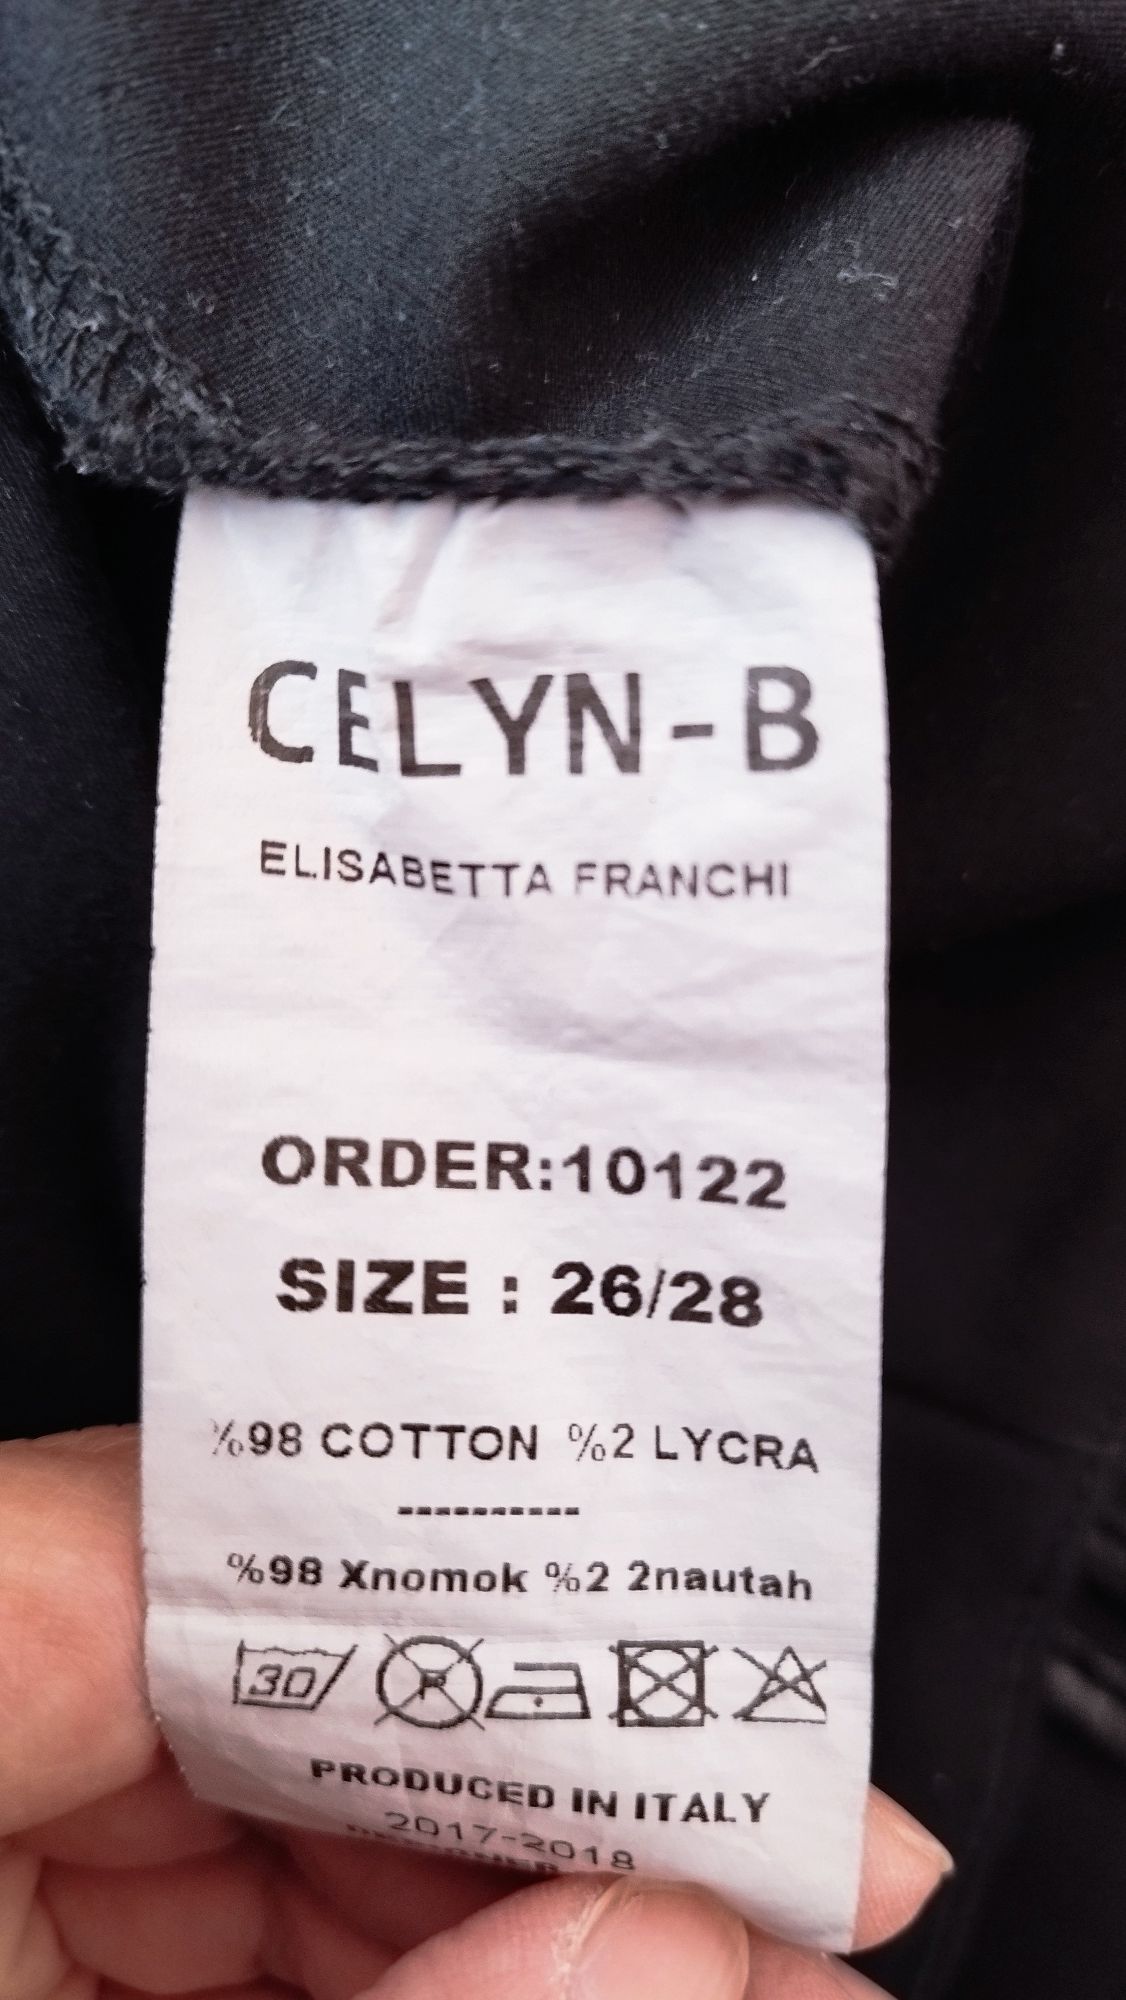 CELYN-B
ELISABETTA FRANCHI
ORDER:10122
SIZE : 26/28
%98 COTTON %2 LYCRA
----------
%98 Xnomok %2 2nautah
30 P
PRODUCED IN ITALY
2017-2018